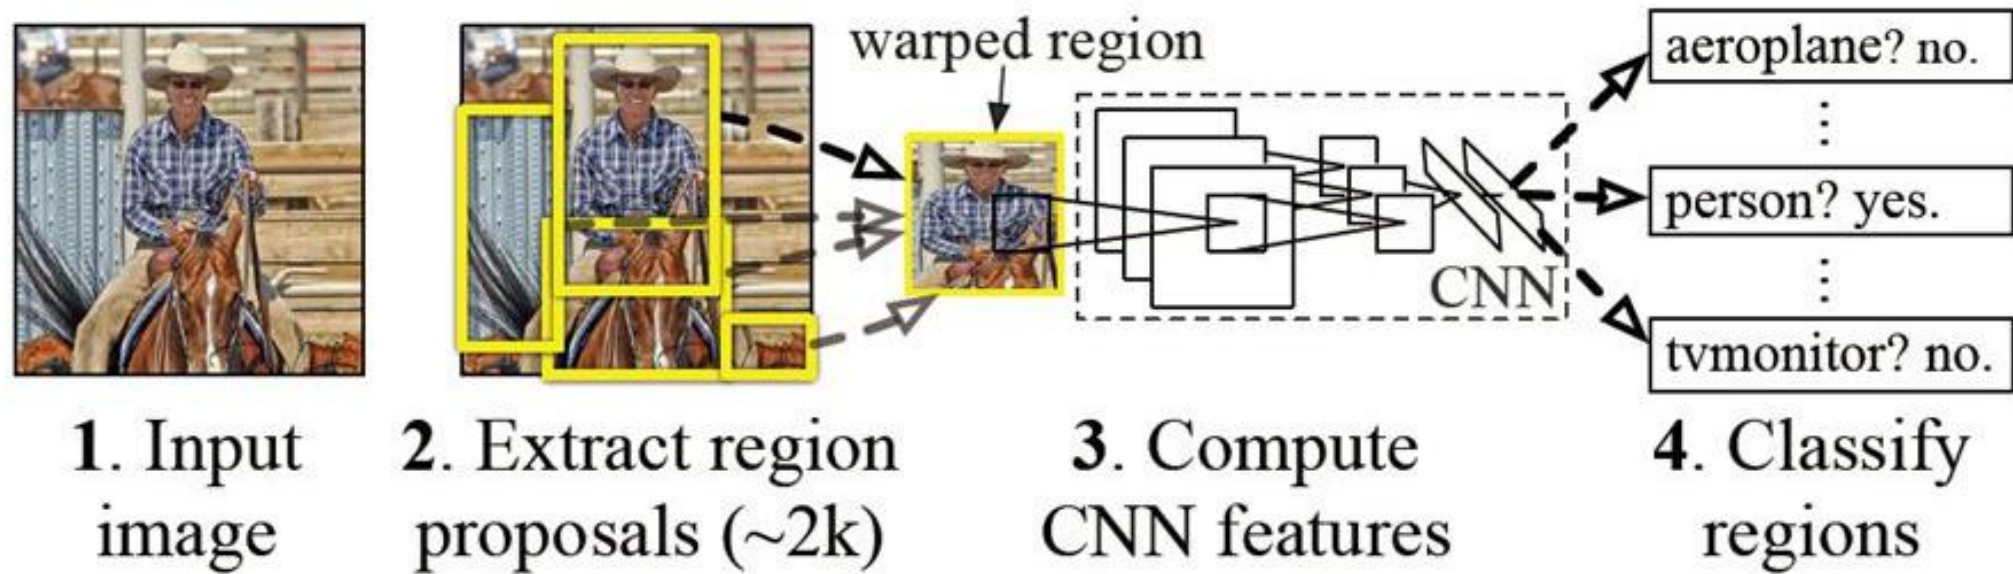 warped region
aeroplane? no.
person? yes.
CNN
tvmonitor? no.
1. Input
image
2. Extract region
proposals (~2k)
3. Compute
CNN features
4. Classify
regions